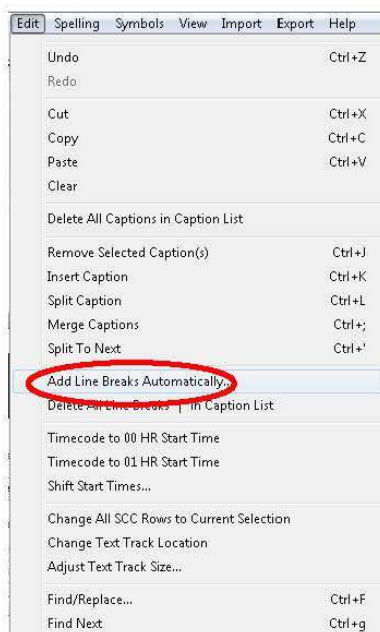 Edit Spelling Symbols View Import Export Help
Undo Ctrl+Z
Redo
Cut Ctrl+X
Copy Ctrl+C
Paste Ctrl+V
Clear
Delete All Captions in Caption List
Remove Selected Caption(s) Ctrl+J
Insert Caption Ctrl+K
Split Caption Ctrl+L
Merge Captions Ctrl+;
Split To Next Ctrl+'
Add Line Breaks Automatically...
Delete All Line Breaks | in Caption List
Timecode to 00 HR Start Time
Timecode to 01 HR Start Time
Shift Start Times...
Change All SCC Rows to Current Selection
Change Text Track Location
Adjust Text Track Size...
Find/Replace... Ctrl+F
Find Next Ctrl+g